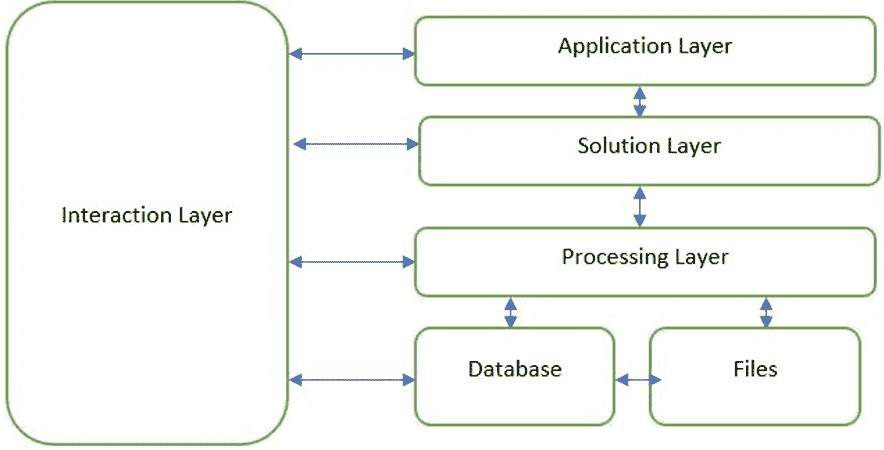 Application Layer
Solution Layer
Interaction Layer
Processing Layer
Database
Files